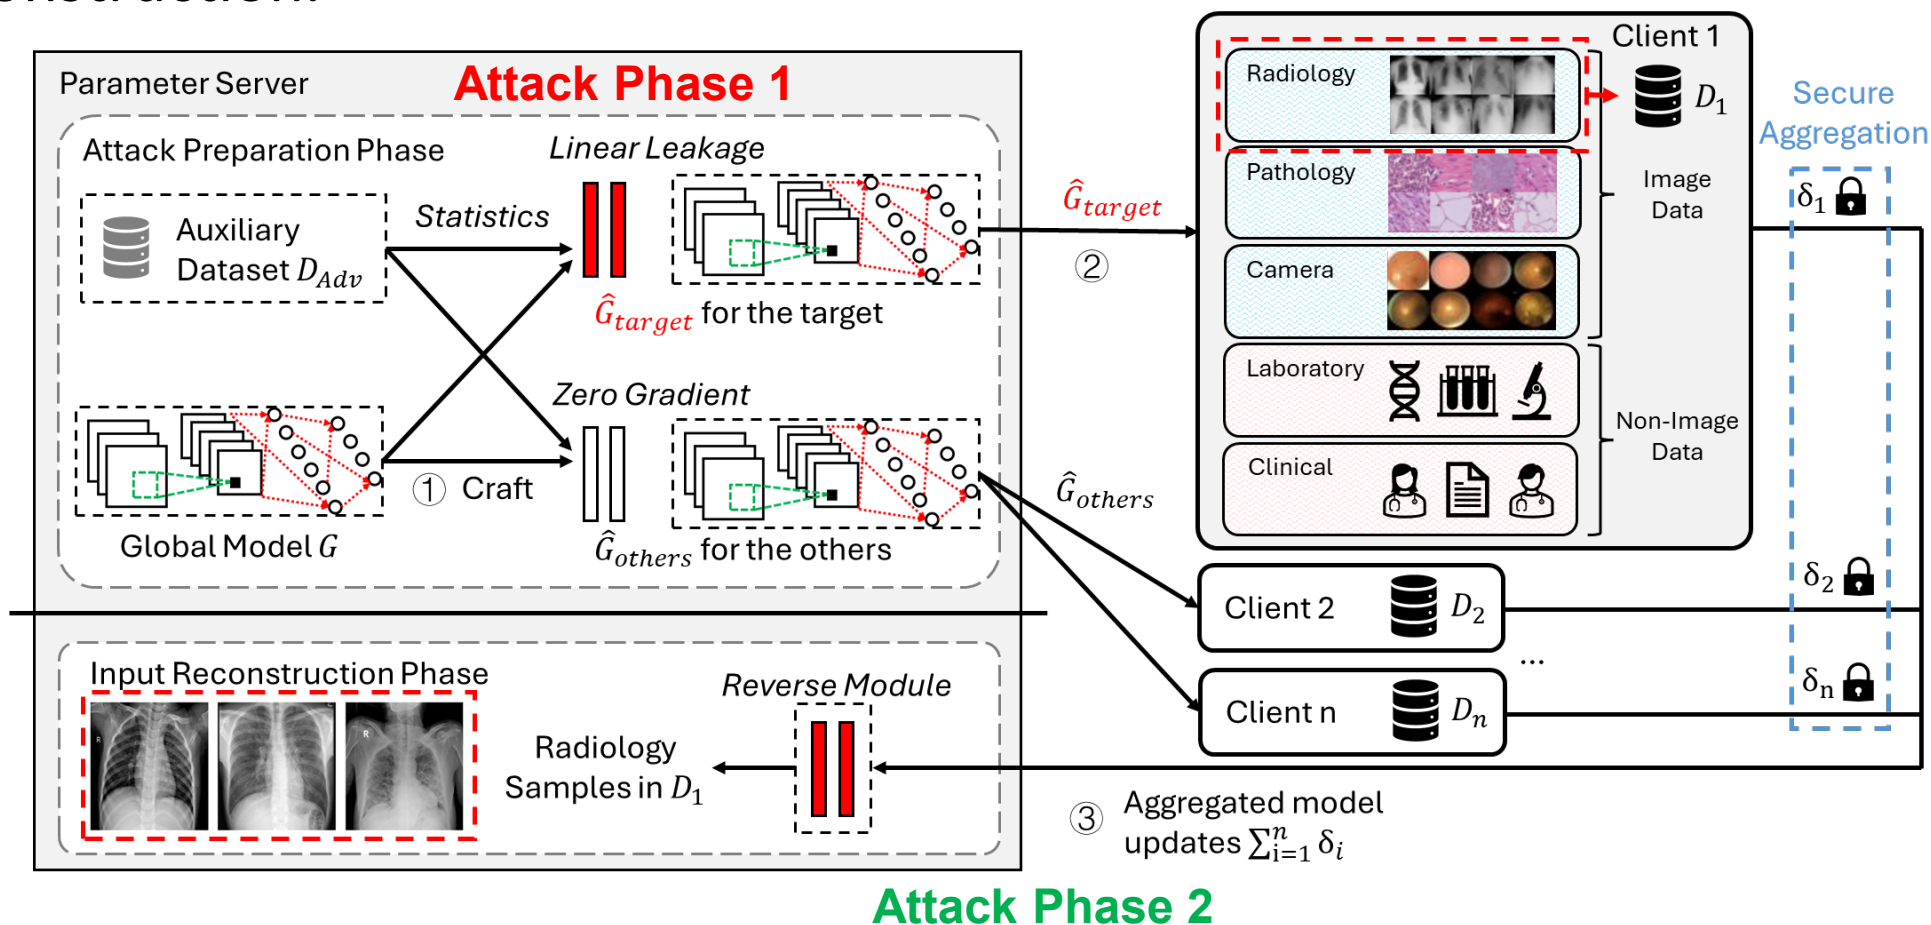 Parameter Server
Attack Phase 1
Attack Preparation Phase
Auxiliary
Dataset D_Adv
Statistics
Linear Leakage
Ĝ_target for the target
Zero Gradient
① Craft
Global Model G
Ĝ_others for the others
Ĝ_target
②
Ĝ_others
Client 1
D_1
Radiology
Pathology
Camera
Image
Data
Laboratory
Clinical
Non-Image
Data
Client 2
D_2
...
Client n
D_n
Secure
Aggregation
δ_1
δ_2
δ_n
Input Reconstruction Phase
R
R
Radiology
Samples in D_1
Reverse Module
③ Aggregated model
updates ∑_{i=1}^{n} δ_i
Attack Phase 2